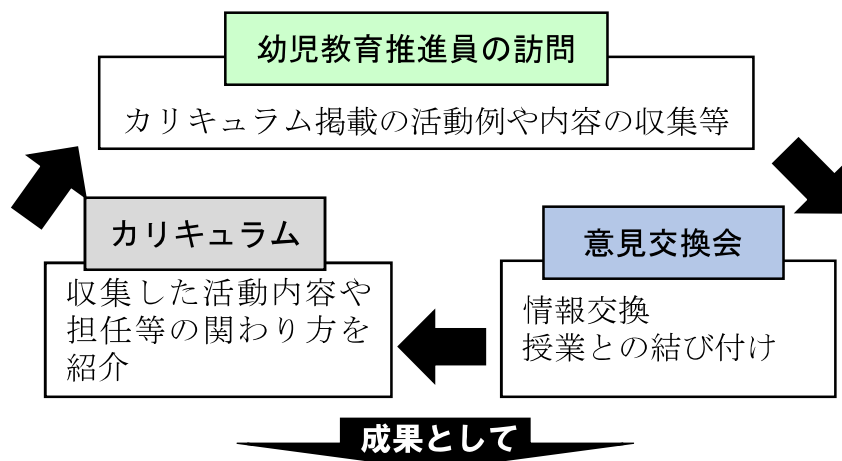 幼児教育推進員の訪問
カリキュラム掲載の活動例や内容の収集等
カリキュラム
収集した活動内容や
担任等の関わり方を
紹介
意見交換会
情報交換
授業との結び付け
成果として